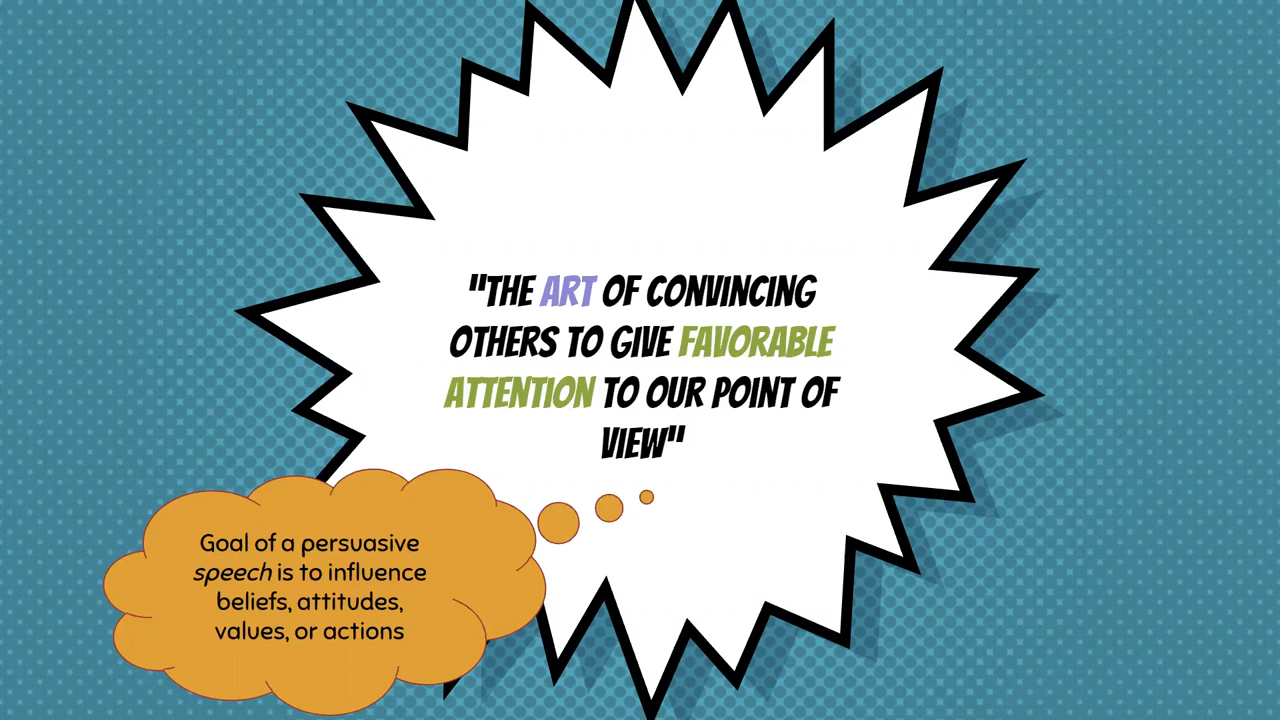 "THE ART OF CONVINCING
OTHERS TO GIVE FAVORABLE
ATTENTION TO OUR POINT OF
VIEW"
Goal of a persuasive
speech is to influence
beliefs, attitudes,
values, or actions